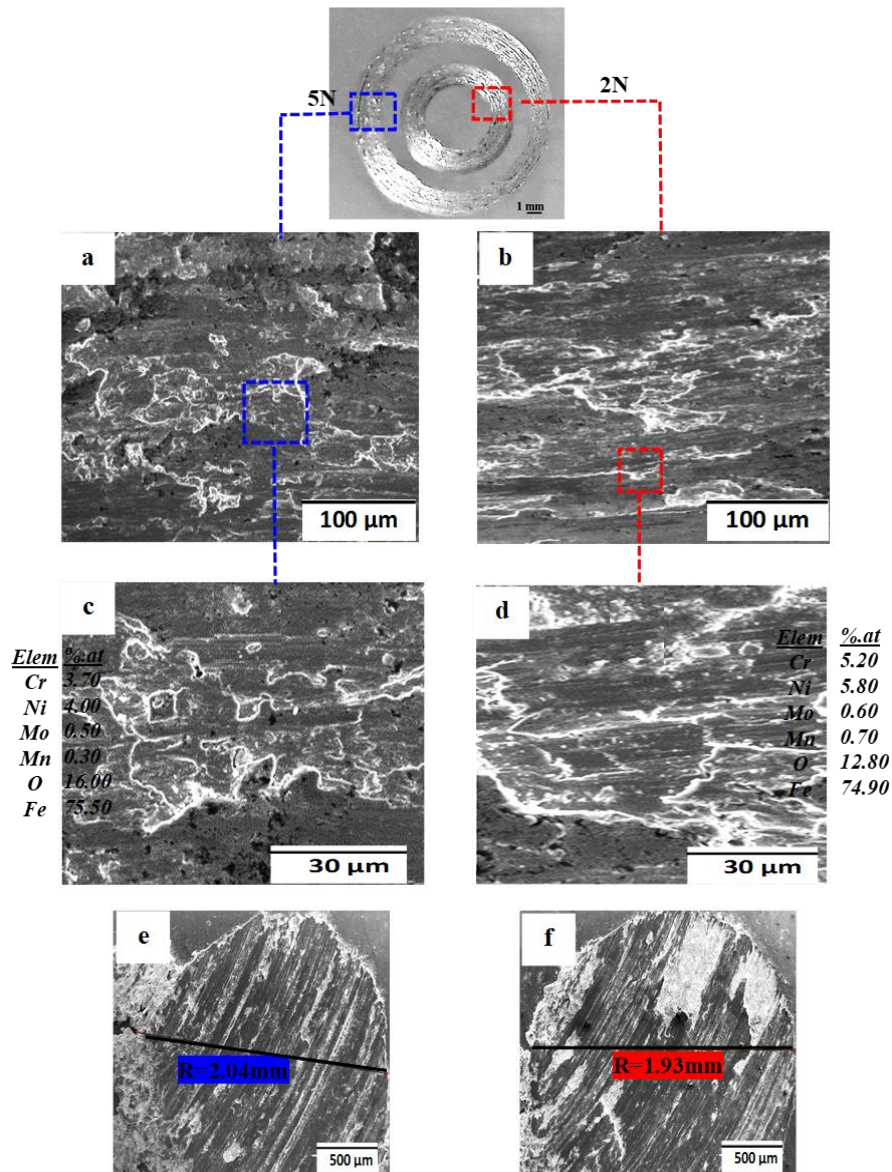 5N
2N
1 mm
a
b
100 µm
100 µm
c
d
Elem %.at
Cr 3.70
Ni 4.00
Mo 0.50
Mn 0.30
O 16.00
Fe 75.50
30 µm
Elem %.at
Cr 5.20
Ni 5.80
Mo 0.60
Mn 0.70
O 12.80
Fe 74.90
30 µm
e
f
R=2.04mm
R=1.93mm
500 µm
500 µm